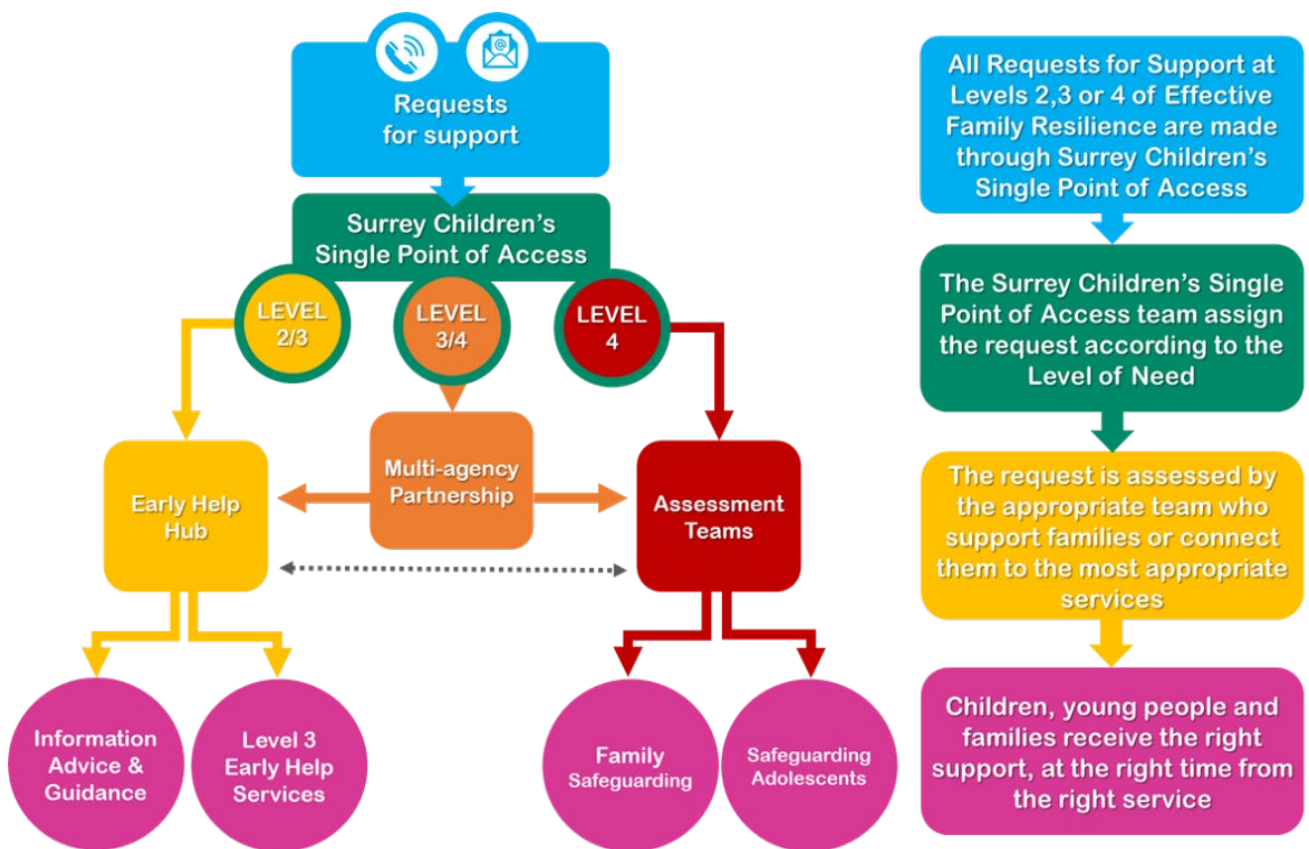 Requests
for support
Surrey Children's
Single Point of Access
LEVEL
2/3
LEVEL
3/4
LEVEL
4
Early Help
Hub
Multi-agency
Partnership
Assessment
Teams
Information
Advice &
Guidance
Level 3
Early Help
Services
Family
Safeguarding
Safeguarding
Adolescents
All Requests for Support at
Levels 2,3 or 4 of Effective
Family Resilience are made
through Surrey Children's
Single Point of Access
The Surrey Children's Single
Point of Access team assign
the request according to the
Level of Need
The request is assessed by
the appropriate team who
support families or connect
them to the most appropriate
services
Children, young people and
families receive the right
support, at the right time from
the right service